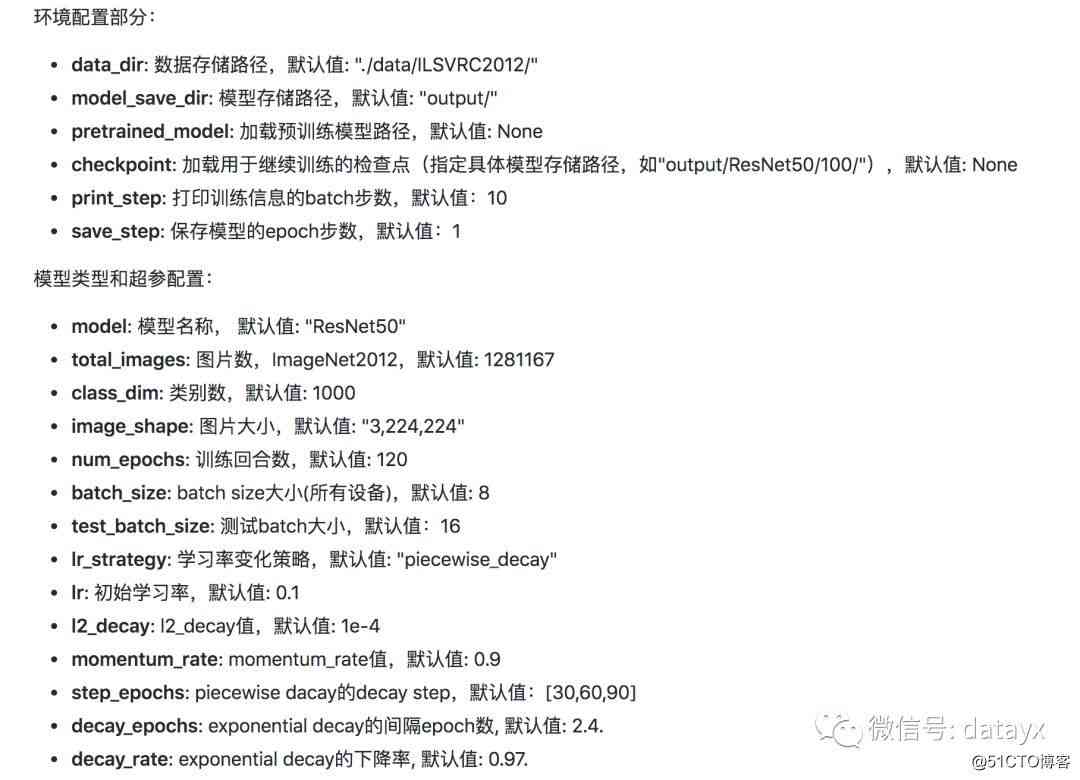 环境配置部分：
• data_dir: 数据存储路径，默认值: "./data/ILSVRC2012/"
• model_save_dir: 模型存储路径，默认值: "output/"
• pretrained_model: 加载预训练模型路径，默认值: None
• checkpoint: 加载用于继续训练的检查点（指定具体模型存储路径，如"output/ResNet50/100/"），默认值: None
• print_step: 打印训练信息的batch步数，默认值：10
• save_step: 保存模型的epoch步数，默认值：1
模型类型和超参配置：
• model: 模型名称， 默认值: "ResNet50"
• total_images: 图片数，ImageNet2012，默认值: 1281167
• class_dim: 类别数，默认值: 1000
• image_shape: 图片大小，默认值: "3,224,224"
• num_epochs: 训练回合数，默认值: 120
• batch_size: batch size大小(所有设备)，默认值: 8
• test_batch_size: 测试batch大小，默认值：16
• lr_strategy: 学习率变化策略，默认值: "piecewise_decay"
• lr: 初始学习率，默认值: 0.1
• l2_decay: l2_decay值，默认值: 1e-4
• momentum_rate: momentum_rate值，默认值: 0.9
• step_epochs: piecewise dacay的decay step，默认值：[30,60,90]
• decay_epochs: exponential decay的间隔epoch数, 默认值: 2.4.
• decay_rate: exponential decay的下降率, 默认值: 0.97.
微信号: datayx
@51CTO博客